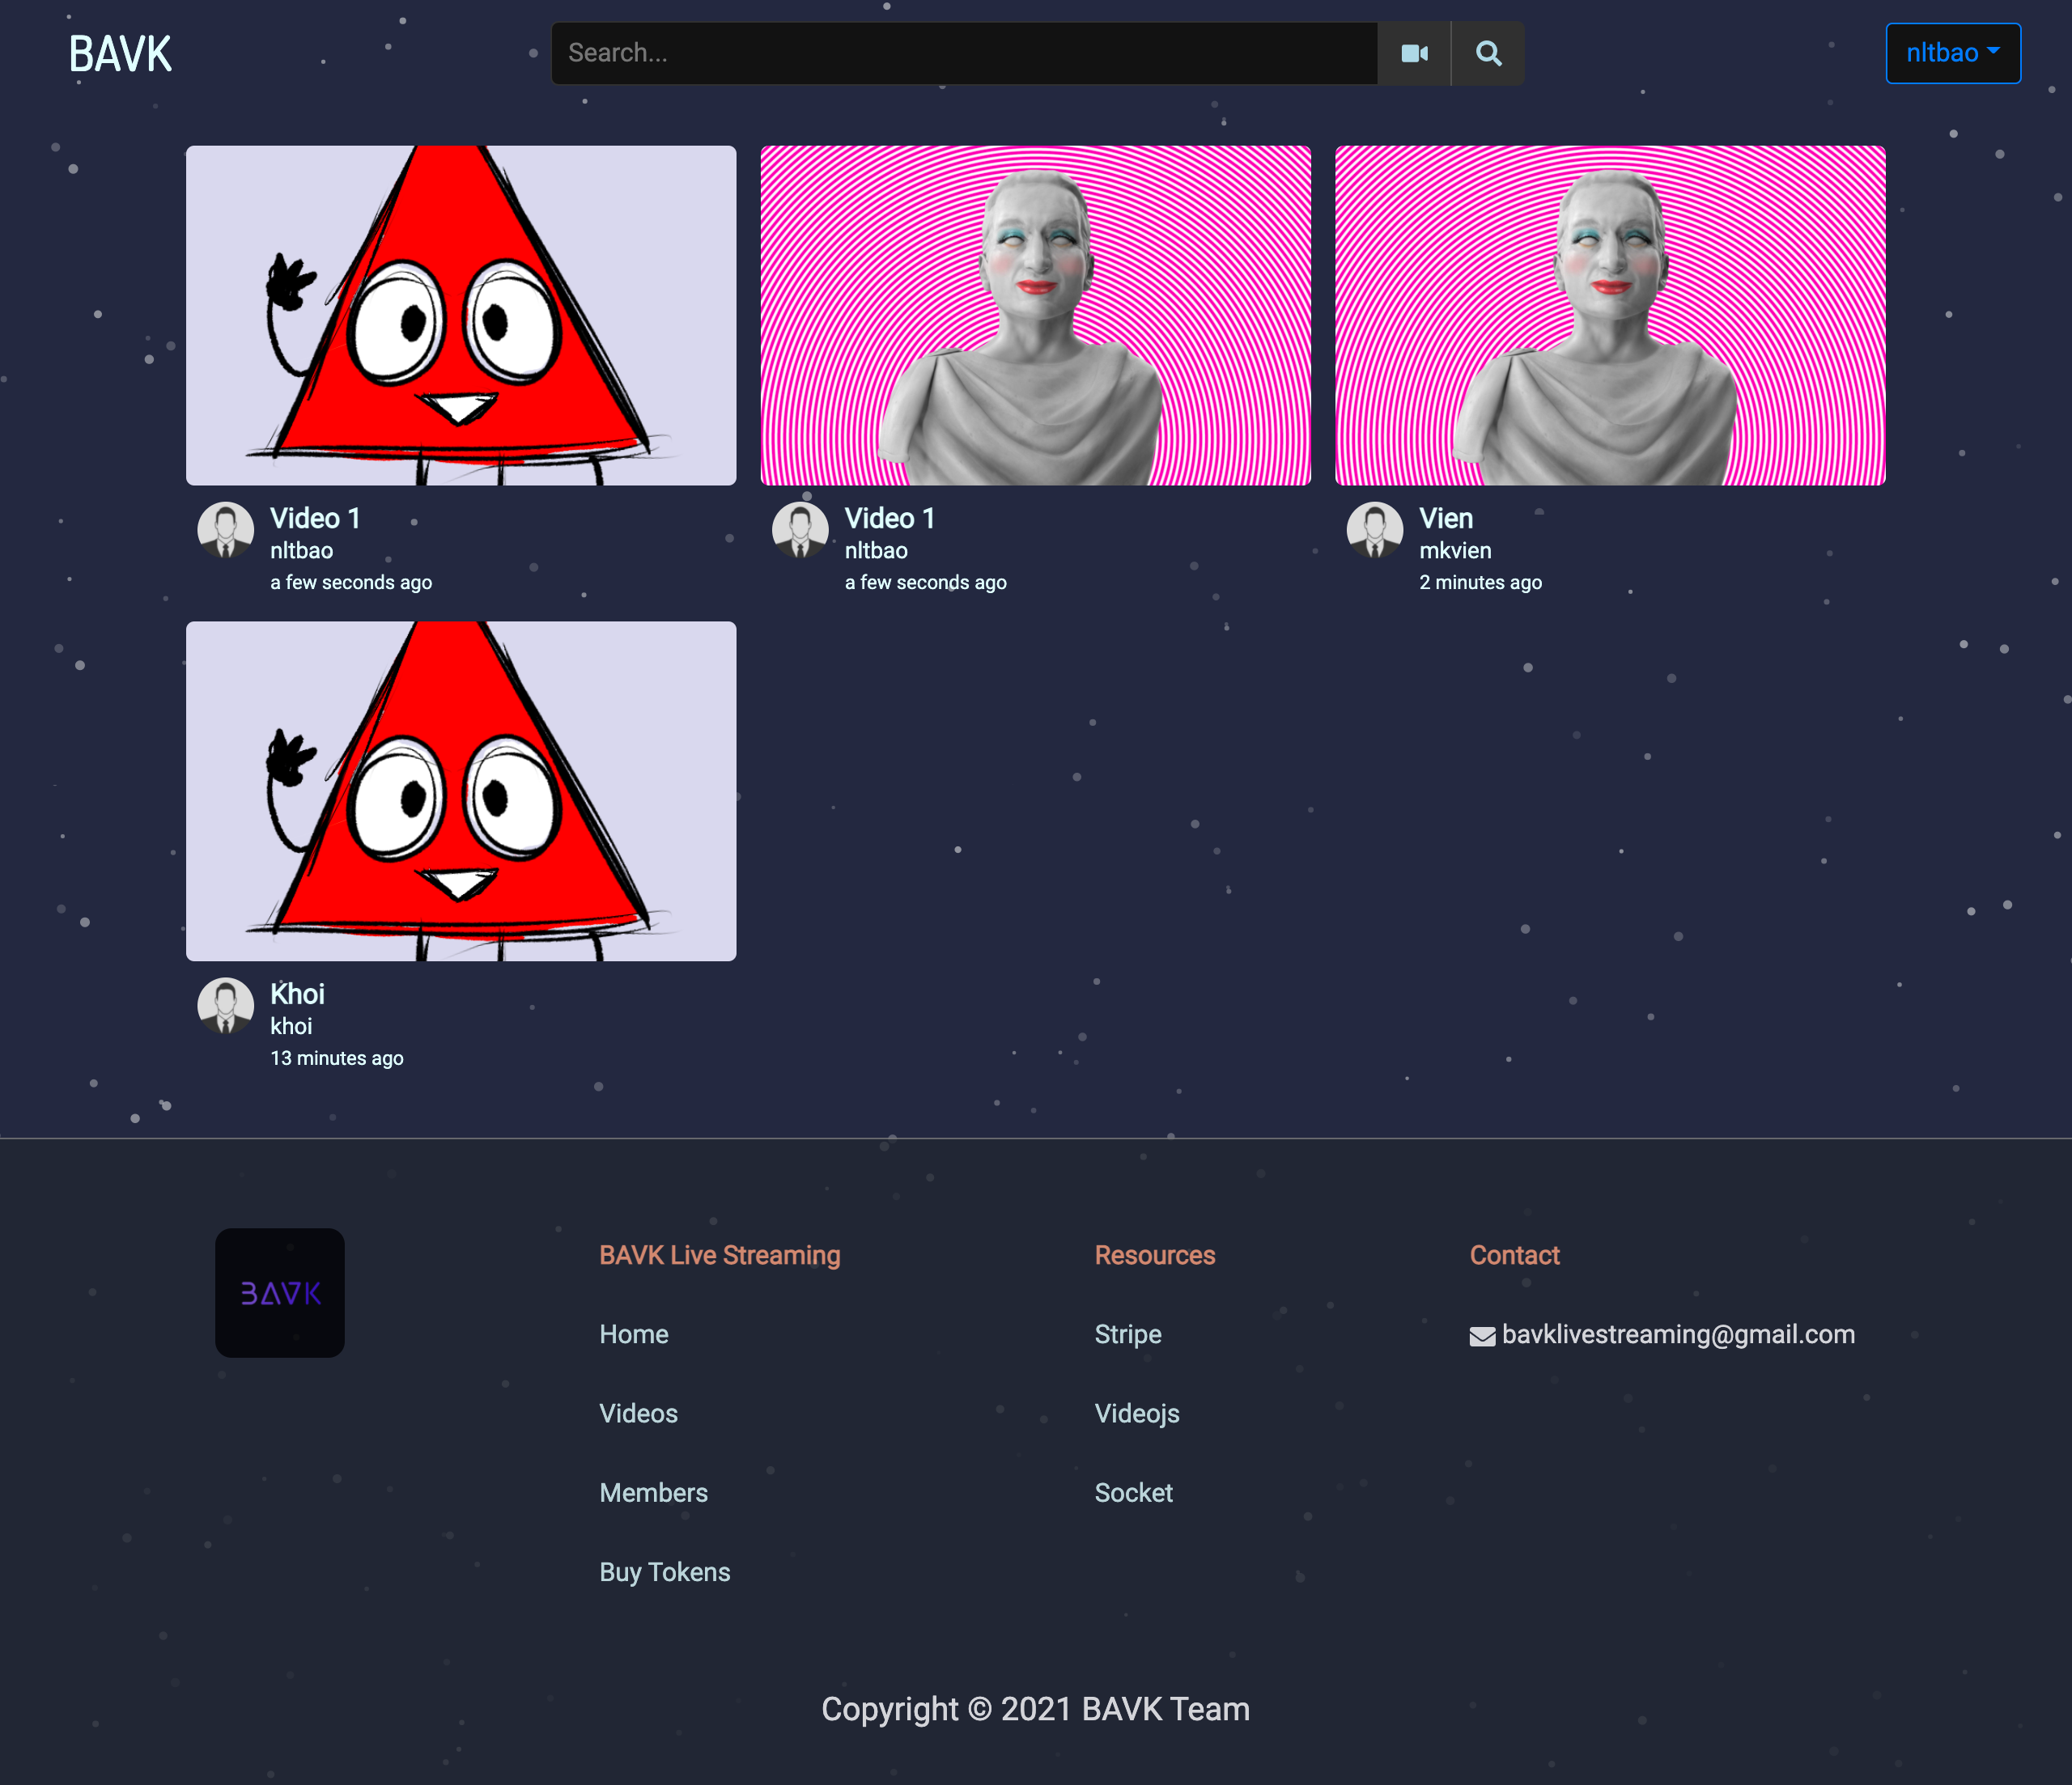 BAVK
Search...
nltbao
Video 1
nltbao
a few seconds ago
Video 1
nltbao
a few seconds ago
Vien
mkvien
2 minutes ago
Khoi
khoi
13 minutes ago
BAVK
BAVK Live Streaming
Home
Videos
Members
Buy Tokens
Resources
Stripe
Videojs
Socket
Contact
bavklivestreaming@gmail.com
Copyright © 2021 BAVK Team